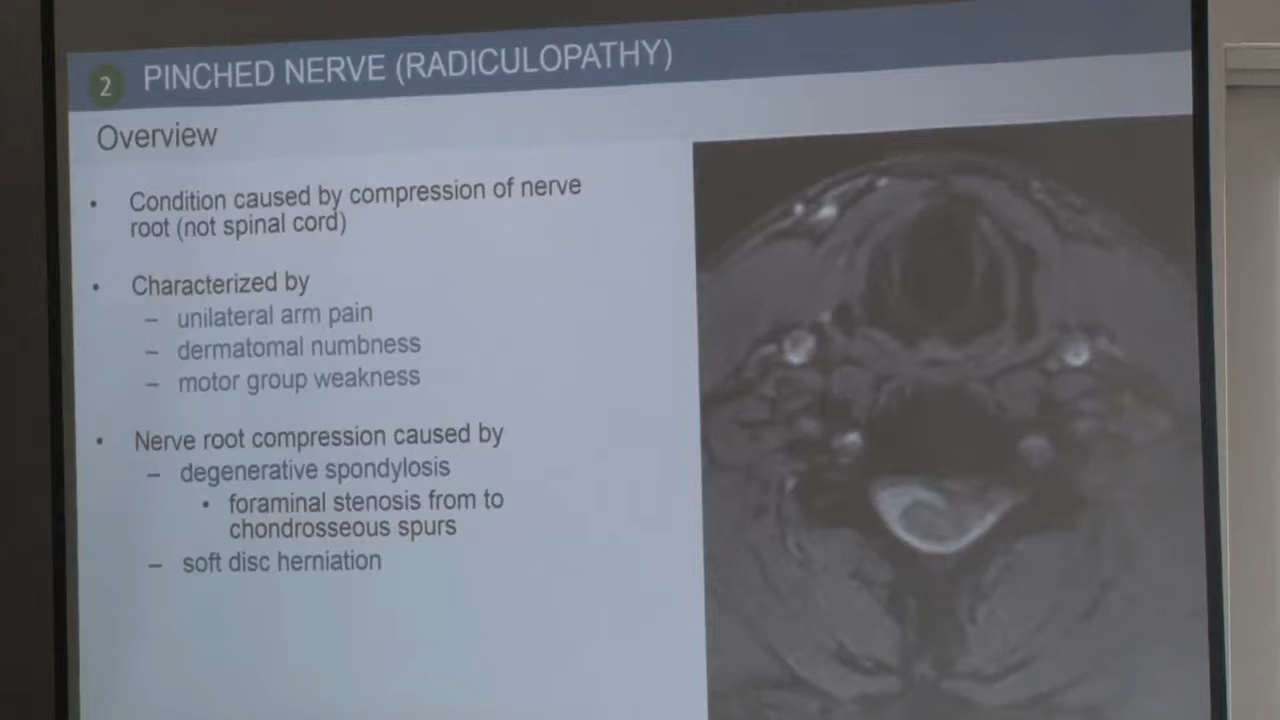 2 PINCHED NERVE (RADICULOPATHY)
Overview
• Condition caused by compression of nerve
root (not spinal cord)
• Characterized by
– unilateral arm pain
– dermatomal numbness
– motor group weakness
• Nerve root compression caused by
– degenerative spondylosis
• foraminal stenosis from to
chondrosseous spurs
– soft disc herniation